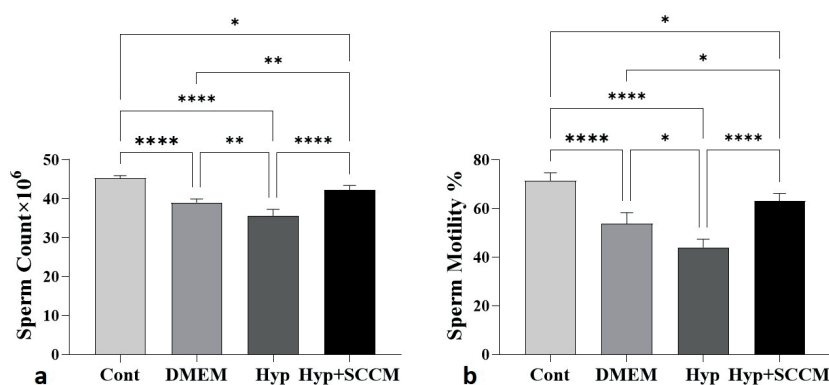 *
**
****
**** ** ****
50
40
30
20
10
0
Sperm Count×10⁶
Cont DMEM Hyp Hyp+SCCM
a
*
*
****
**** * ****
80
60
40
20
0
Sperm Motility %
Cont DMEM Hyp Hyp+SCCM
b